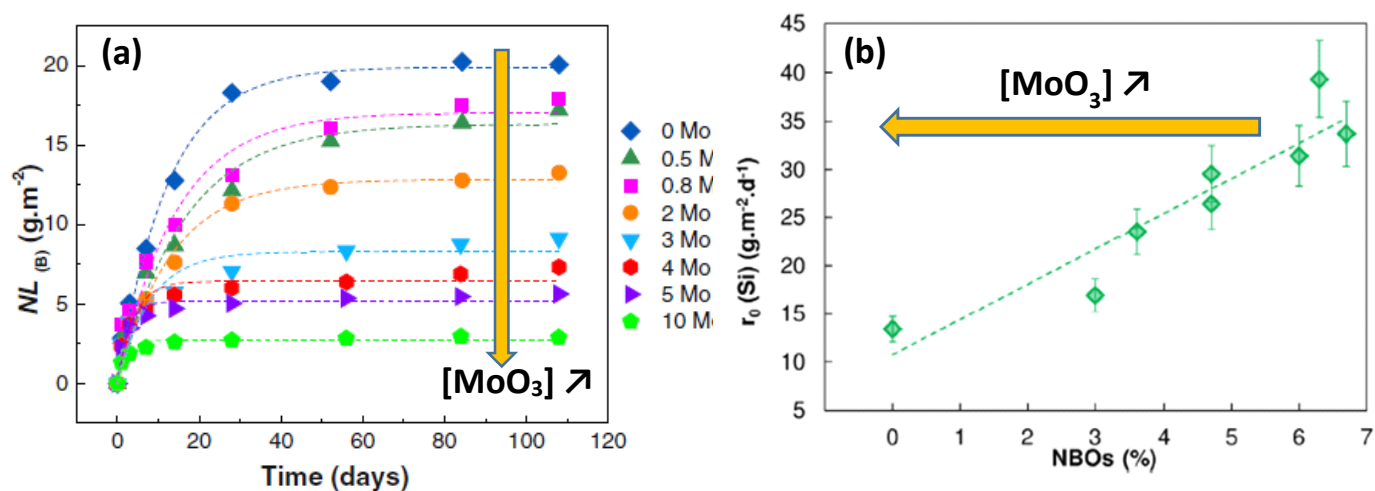 (a)
NL (B) (g.m⁻²)
20
15
10
5
0
0 20 40 60 80 100 120
Time (days)
[MoO₃] ↗
0 Mo
0.5 M
0.8 M
2 Mo
3 Mo
4 Mo
5 Mo
10 Mo
(b)
[MoO₃] ↗
r₀ (Si) (g.m⁻².d⁻¹)
45
40
35
30
25
20
15
10
5
0 1 2 3 4 5 6 7
NBOs (%)